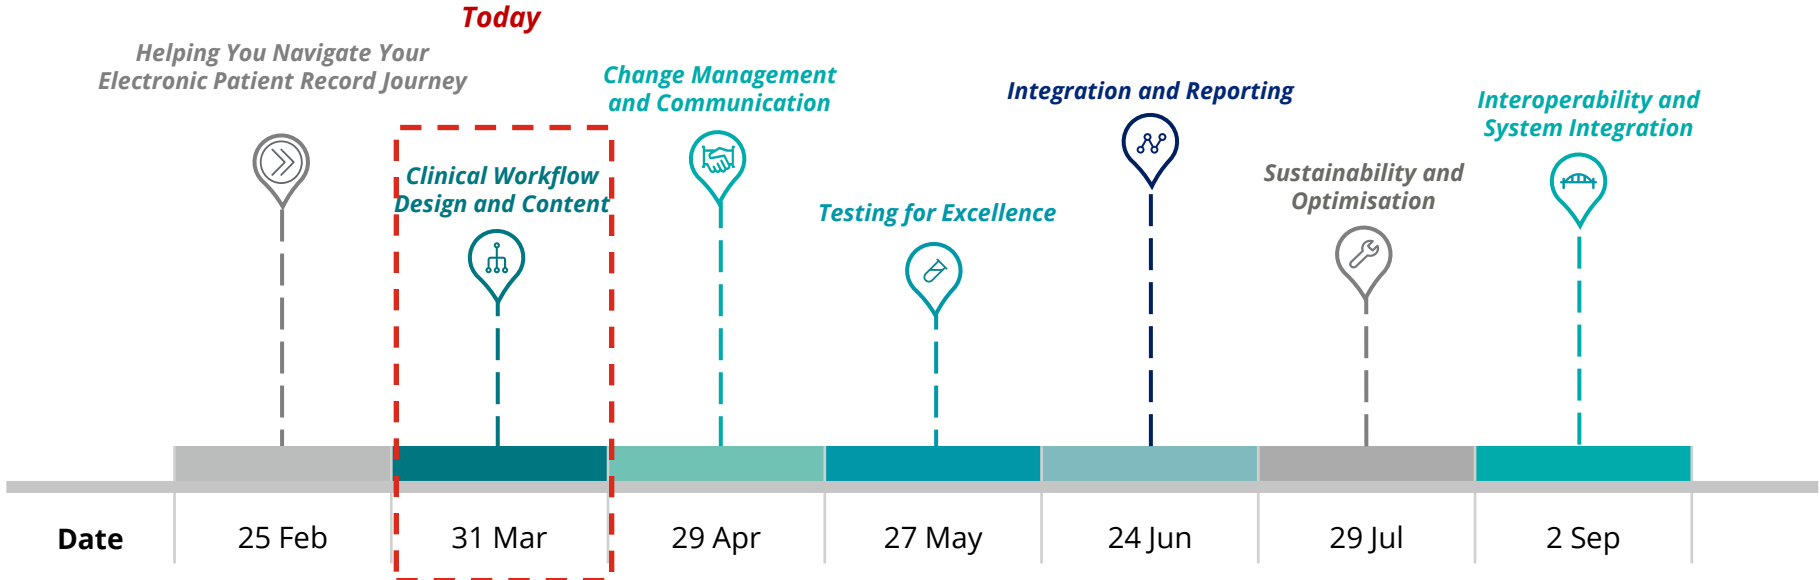 Today
Helping You Navigate Your
Electronic Patient Record Journey
Clinical Workflow
Design and Content
Change Management
and Communication
Testing for Excellence
Integration and Reporting
Sustainability and
Optimisation
Interoperability and
System Integration
Date
25 Feb
31 Mar
29 Apr
27 May
24 Jun
29 Jul
2 Sep